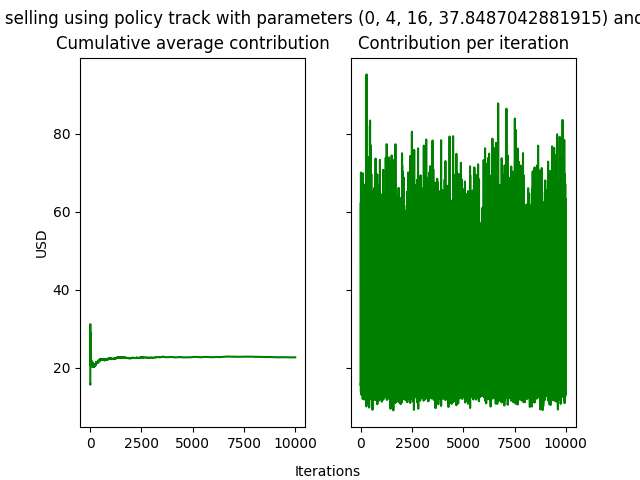 selling using policy track with parameters (0, 4, 16, 37.8487042881915) and
Cumulative average contribution
Contribution per iteration
80
60
40
20
USD
0 2500 5000 7500 10000
0 2500 5000 7500 10000
Iterations